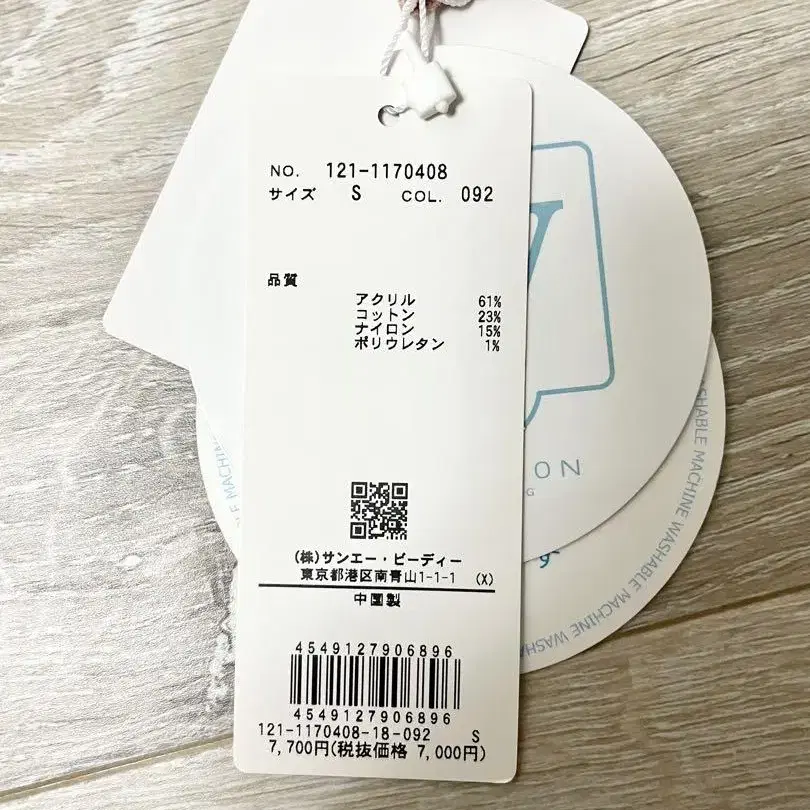 NO. 121-1170408
サイズ S COL. 092
品質
アクリル 61%
コットン 23%
ナイロン 15%
ポリウレタン 1%
(株)サンエー・ビーディー
東京都港区南青山1-1-1 (X)
中国製
4549127906896
4549127906896
121-1170408-18-092 S
7,700円(税抜価格 7,000円)
ON
G
MACHINE WASHABLE MACHINE WASHABLE
す